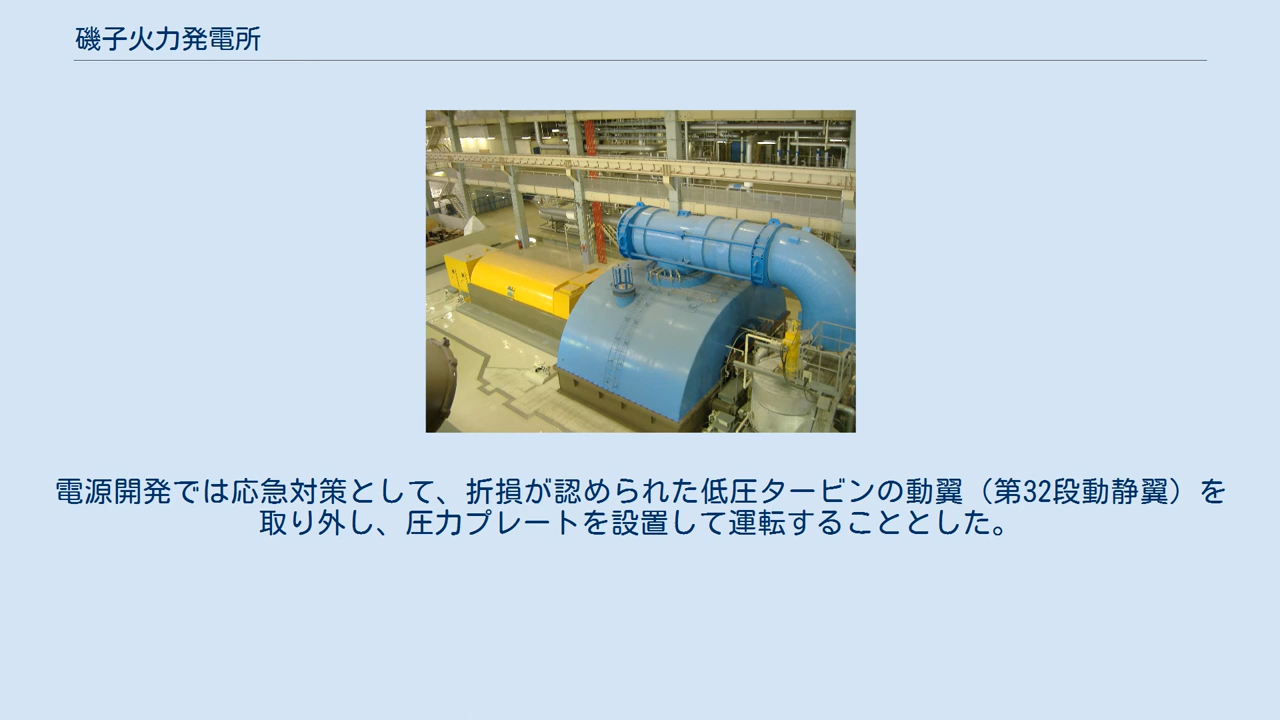 磯子火力発電所
電源開発では応急対策として、折損が認められた低圧タービンの動翼（第32段動静翼）を
取り外し、圧力プレートを設置して運転することとした。